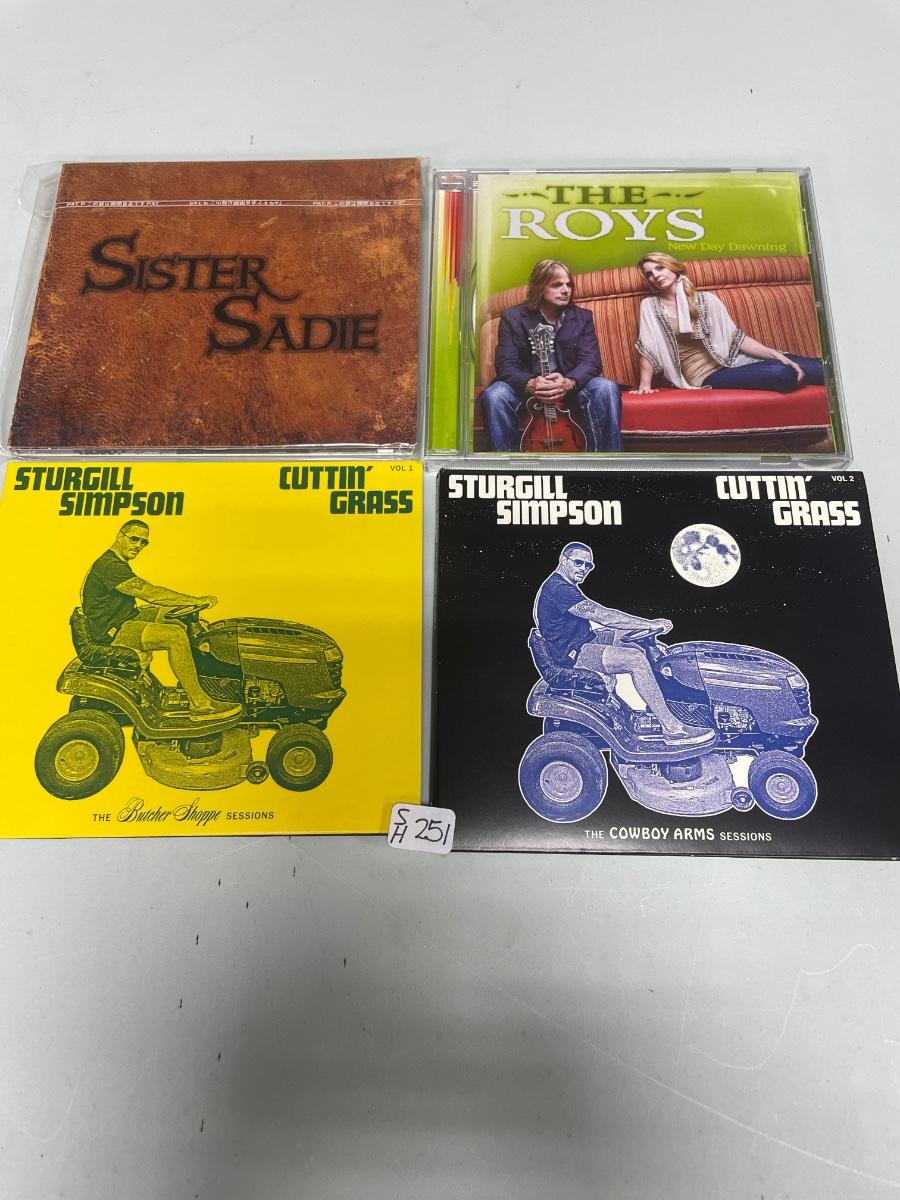 SISTER
SADIE
THE
ROYS
New Day Dawning
STURGILL
SIMPSON
CUTTIN'
GRASS
VOL 1
THE Butcher Shoppe SESSIONS
STURGILL
SIMPSON
CUTTIN'
GRASS
VOL 2
THE COWBOY ARMS SESSIONS
SH 251